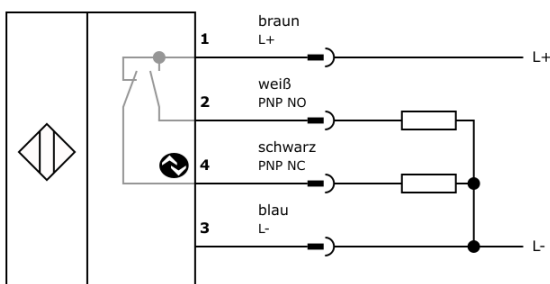 braun
1 L+
L+
weiß
2 PNP NO
schwarz
4 PNP NC
blau
3 L-
L-